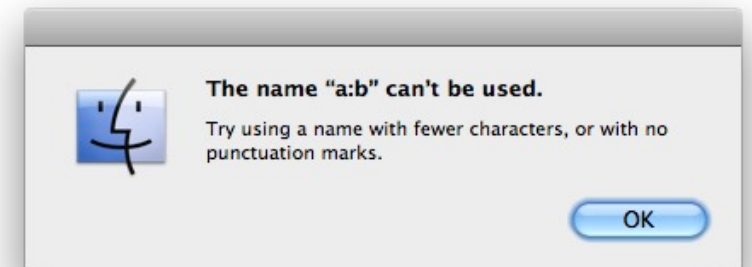 The name “a:b” can’t be used.
Try using a name with fewer characters, or with no
punctuation marks.
OK